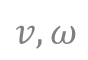 𝑣, 𝜔